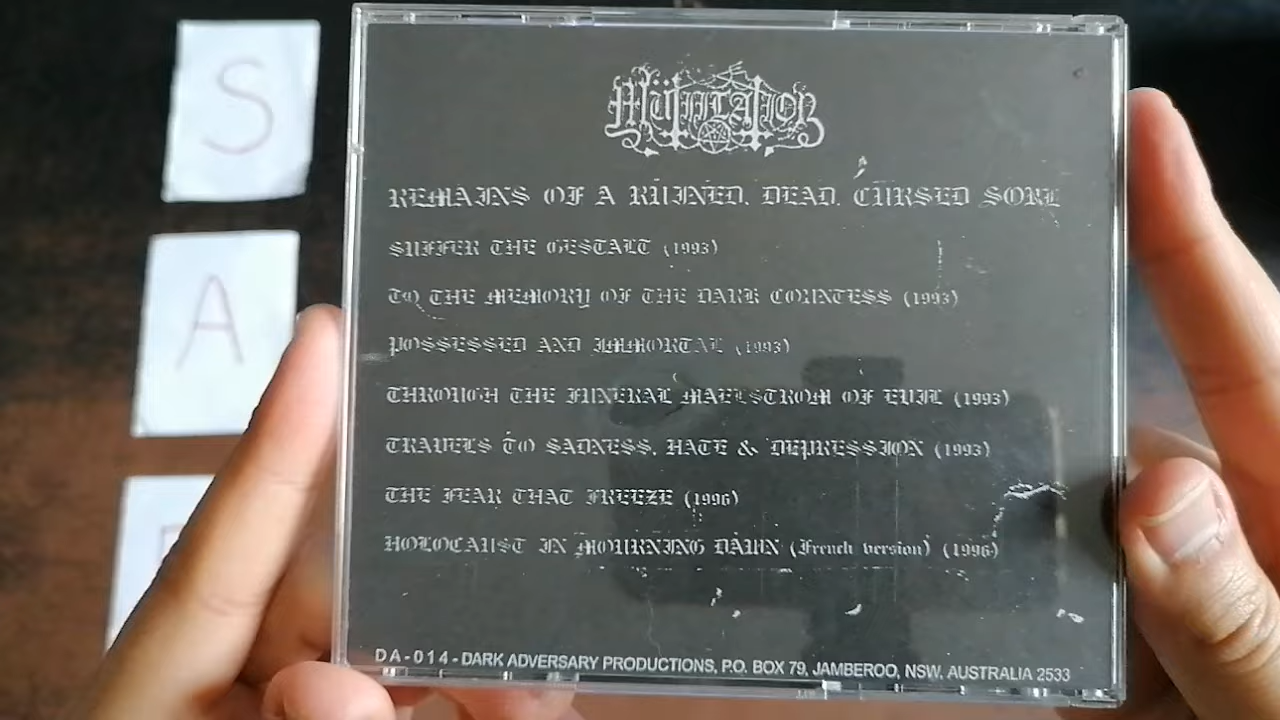 S
A
MÜTIILATION
REMAINS OF A RUINED, DEAD, CURSED SOUL
SUFFER THE GESTALT (1993)
TO THE MEMORY OF THE DARK COUNTESS (1993)
POSSESSED AND IMMORTAL (1993)
THROUGH THE FUNERAL MAELSTROM OF EVIL (1993)
TRAVELS TO SADNESS, HATE & DEPRESSION (1993)
THE FEAR THAT FREEZE (1996)
HOLOCAUST IN MOURNING DAWN (French version) (1996)
DA-014 - DARK ADVERSARY PRODUCTIONS, P.O. BOX 79, JAMBEROO, NSW, AUSTRALIA 2533